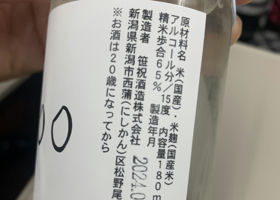 原材料名 米(国産)・米麹(国産米)
アルコール分/15度 内容量180m
精米歩合65% 製造年月
製造者 笹祝酒造株式会社 2024.0
新潟県新潟市西蒲(にしかん)区松野尾
※お酒は20歳になってから